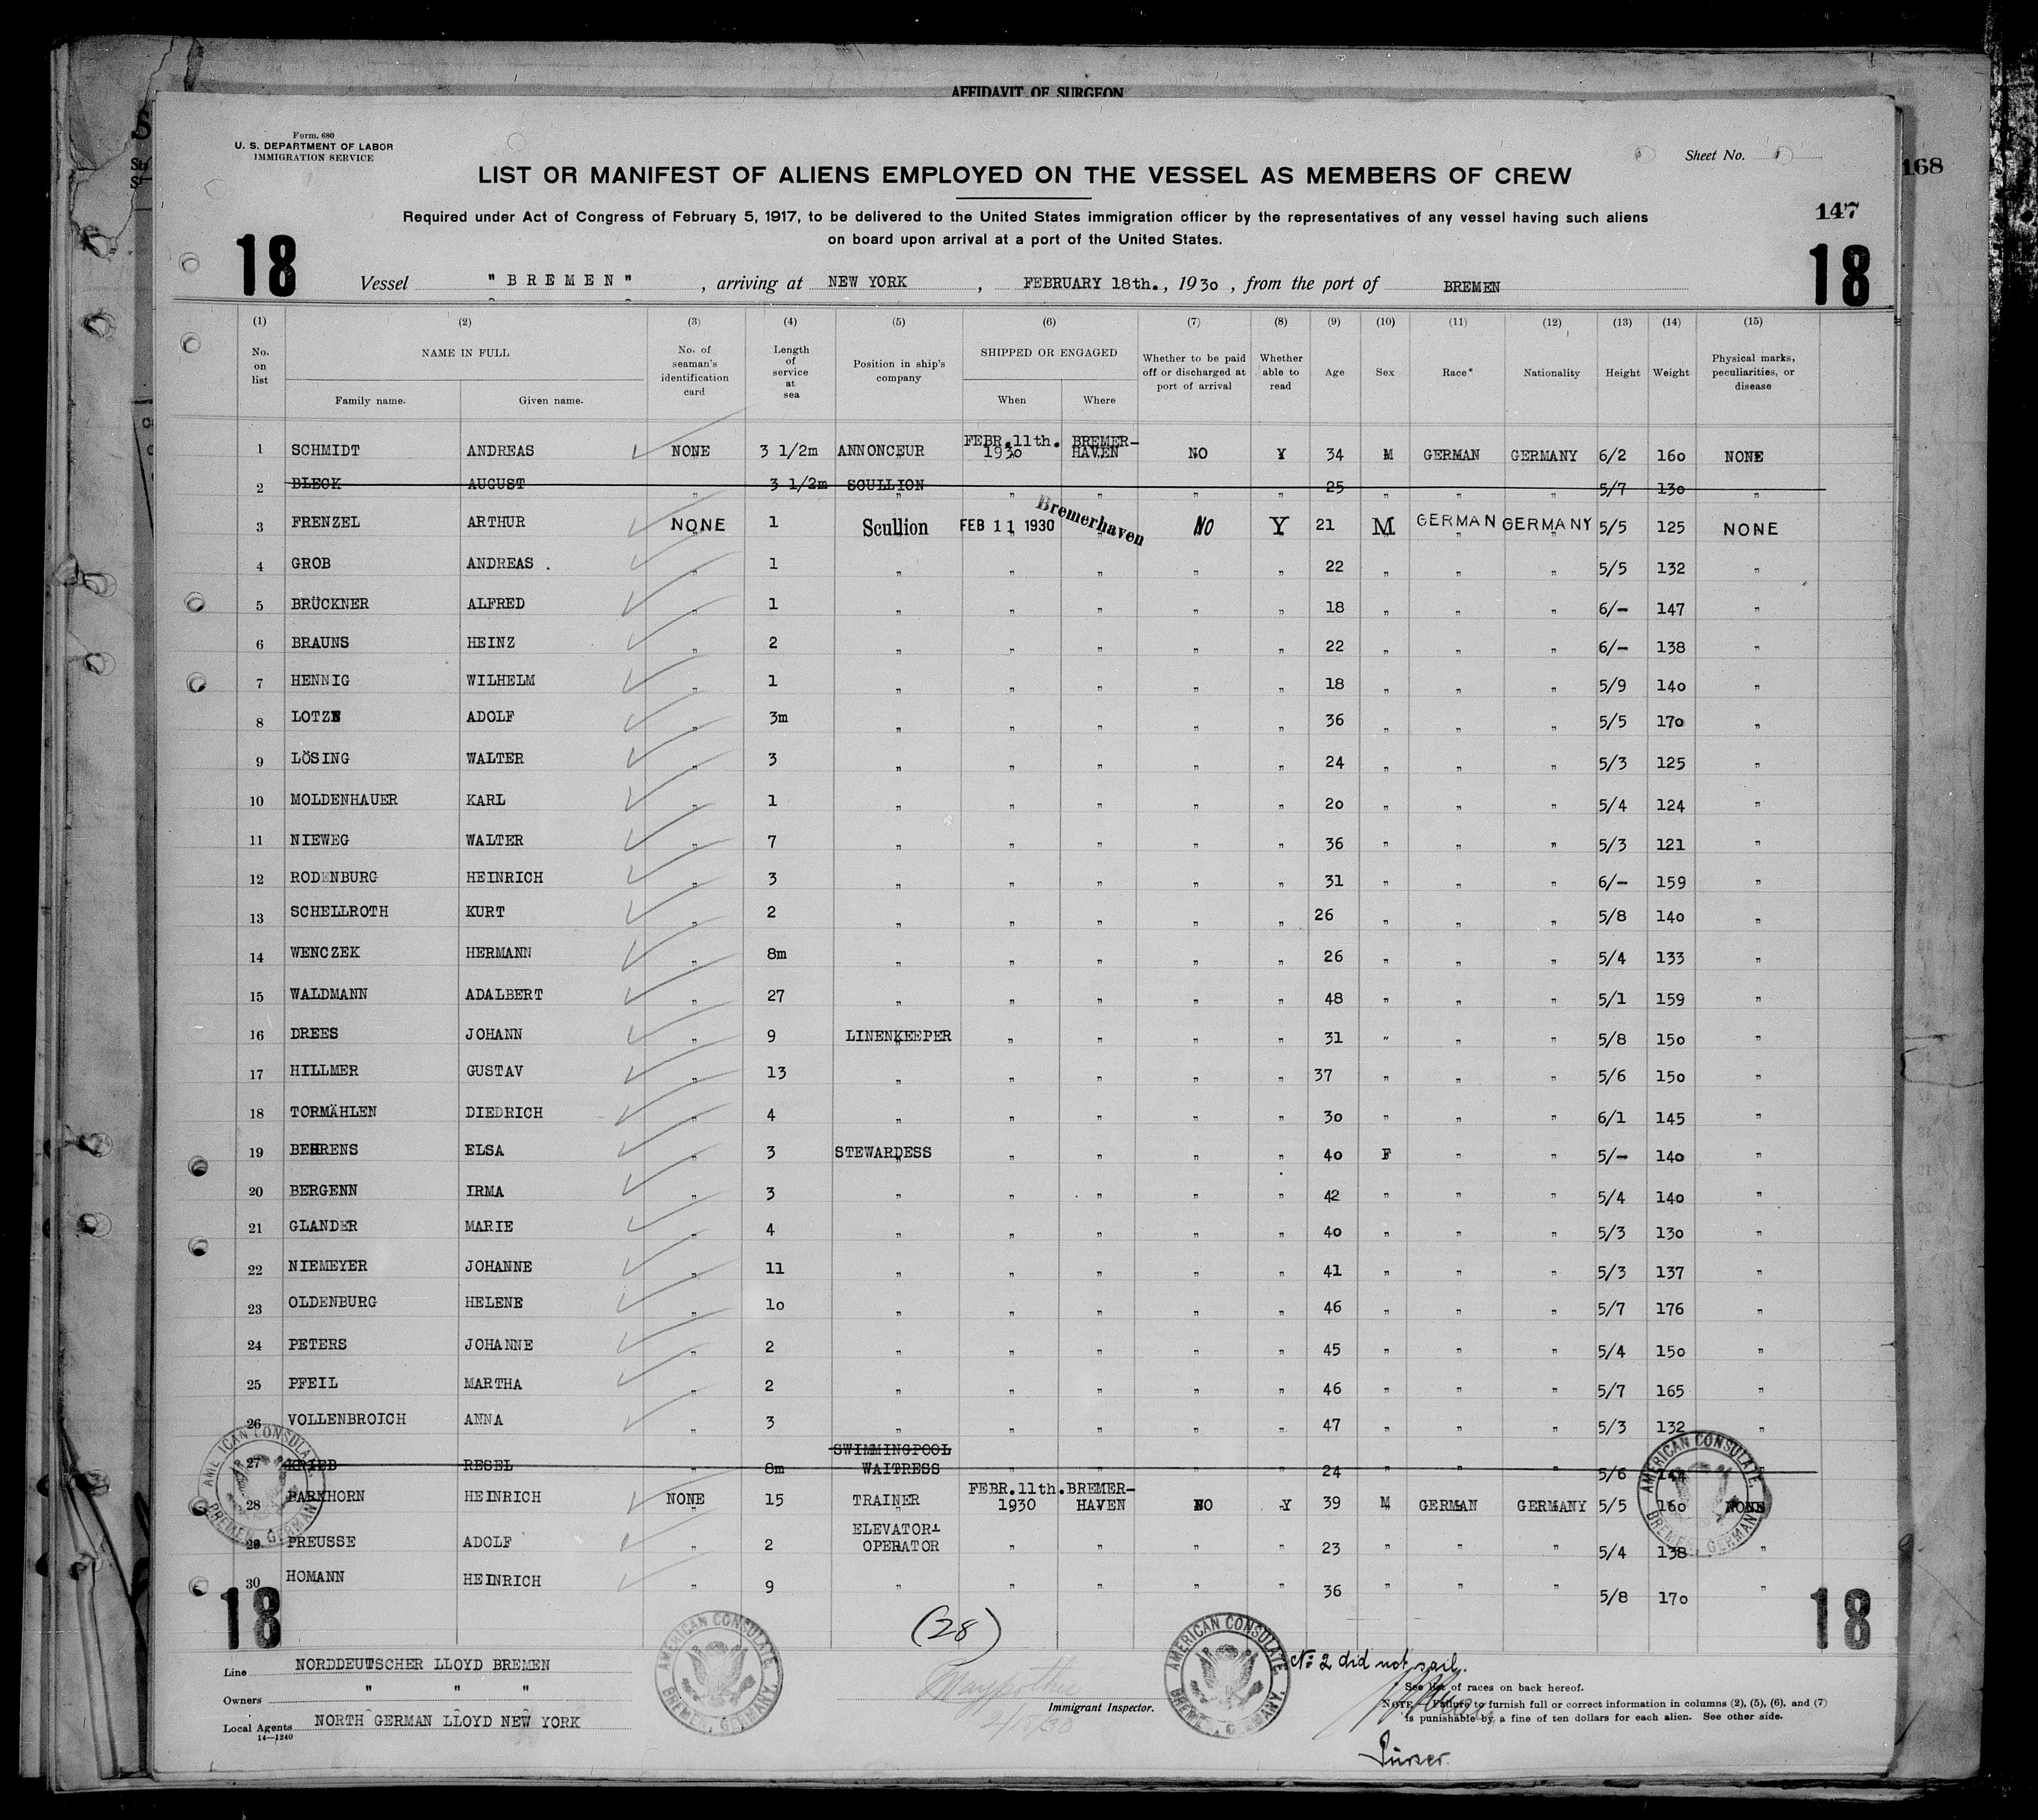 AFFIDAVIT OF SURGEON
Form. 680
U. S. DEPARTMENT OF LABOR
IMMIGRATION SERVICE
Sheet No.
168
LIST OR MANIFEST OF ALIENS EMPLOYED ON THE VESSEL AS MEMBERS OF CREW
147
Required under Act of Congress of February 5, 1917, to be delivered to the United States immigration officer by the representatives of any vessel having such aliens
on board upon arrival at a port of the United States.
18 18
Vessel "BREMEN" , arriving at NEW YORK , FEBRUARY 18th., 1930 , from the port of BREMEN
(1) (2) (3) (4) (5) (6) (7) (8) (9) (10) (11) (12) (13) (14) (15)
No. on list NAME IN FULL Family name. Given name. No. of seaman's identification card Length of service at sea Position in ship's company SHIPPED OR ENGAGED When Where Whether to be paid off or discharged at port of arrival Whether able to read Age Sex Race* Nationality Height Weight Physical marks, peculiarities, or disease
1 SCHMIDT ANDREAS NONE 3 1/2m ANNONCEUR FEBR.11th. 1930 BREMER-HAVEN NO Y 34 M GERMAN GERMANY 6/2 160 NONE
2 BLECK AUGUST " 3 1/2m SCULLION " " " " 25 " " " 5/7 130 "
3 FRENZEL ARTHUR NONE 1 Scullion FEB 11 1930 Bremerhaven NO Y 21 M GERMAN GERMANY 5/5 125 NONE
4 GROB ANDREAS . " 1 " " " " " 22 " " " 5/5 132 "
5 BRÜCKNER ALFRED " 1 " " " " " 18 " " " 6/- 147 "
6 BRAUNS HEINZ " 2 " " " " " 22 " " " 6/- 138 "
7 HENNIG WILHELM " 1 " " " " " 18 " " " 5/9 140 "
8 LOTZE ADOLF " 3m " " " " " 36 " " " 5/5 170 "
9 LÖSING WALTER " 3 " " " " " 24 " " " 5/3 125 "
10 MOLDENHAUER KARL " 1 " " " " " 20 " " " 5/4 124 "
11 NIEWEG WALTER " 7 " " " " " 36 " " " 5/3 121 "
12 RODENBURG HEINRICH " 3 " " " " " 31 " " " 6/- 159 "
13 SCHELLROTH KURT " 2 " " " " " 26 " " " 5/8 140 "
14 WENCZEK HERMANN " 8m " " " " " 26 " " " 5/4 133 "
15 WALDMANN ADALBERT " 27 " " " " " 48 " " " 5/1 159 "
16 DREES JOHANN " 9 LINENKEEPER " " " " 31 " " " 5/8 150 "
17 HILLMER GUSTAV " 13 " " " " " 37 " " " 5/6 150 "
18 TORMÄHLEN DIEDRICH " 4 " " " " " 30 " " " 6/1 145 "
19 BEHRENS ELSA " 3 STEWARDESS " " " " 40 F " " 5/- 140 "
20 BERGENN IRMA " 3 " " " " " 42 " " " 5/4 140 "
21 GLANDER MARIE " 4 " " " " " 40 " " " 5/3 130 "
22 NIEMEYER JOHANNE " 11 " " " " " 41 " " " 5/3 137 "
23 OLDENBURG HELENE " 10 " " " " " 46 " " " 5/7 176 "
24 PETERS JOHANNE " 2 " " " " " 45 " " " 5/4 150 "
25 PFEIL MARTHA " 2 " " " " " 46 " " " 5/7 165 "
26 VOLLENBROICH ANNA " 3 " " " " " 47 " " " 5/3 132 "
27 KRIEB RESEL " 8m SWIMMINGPOOL WAITRESS " " " " 24 " " " 5/6 144 "
28 BARKHORN HEINRICH NONE 15 TRAINER FEBR.11th. 1930 BREMER-HAVEN NO Y 39 M GERMAN GERMANY 5/5 160 NONE
29 PREUSSE ADOLF " 2 ELEVATOR-OPERATOR " " " " 23 " " " 5/4 138 "
30 HOMANN HEINRICH " 9 " " " " " 36 " " " 5/8 170 "
AMERICAN CONSULATE. BREMEN, GERMANY.
AMERICAN CONSULATE. BREMEN, GERMANY.
18 (28) 18
AMERICAN CONSULATE. BREMEN, GERMANY.
AMERICAN CONSULATE. BREMEN, GERMANY.
No 2 did not sail.
Line NORDDEUTSCHER LLOYD BREMEN
Owners " " "
Local Agents NORTH GERMAN LLOYD NEW YORK
14—1240
Immigrant Inspector.
2/18/30
* See list of races on back hereof.
NOTE.—Failure to furnish full or correct information in columns (2), (5), (6), and (7)
is punishable by a fine of ten dollars for each alien. See other side.
Purser.